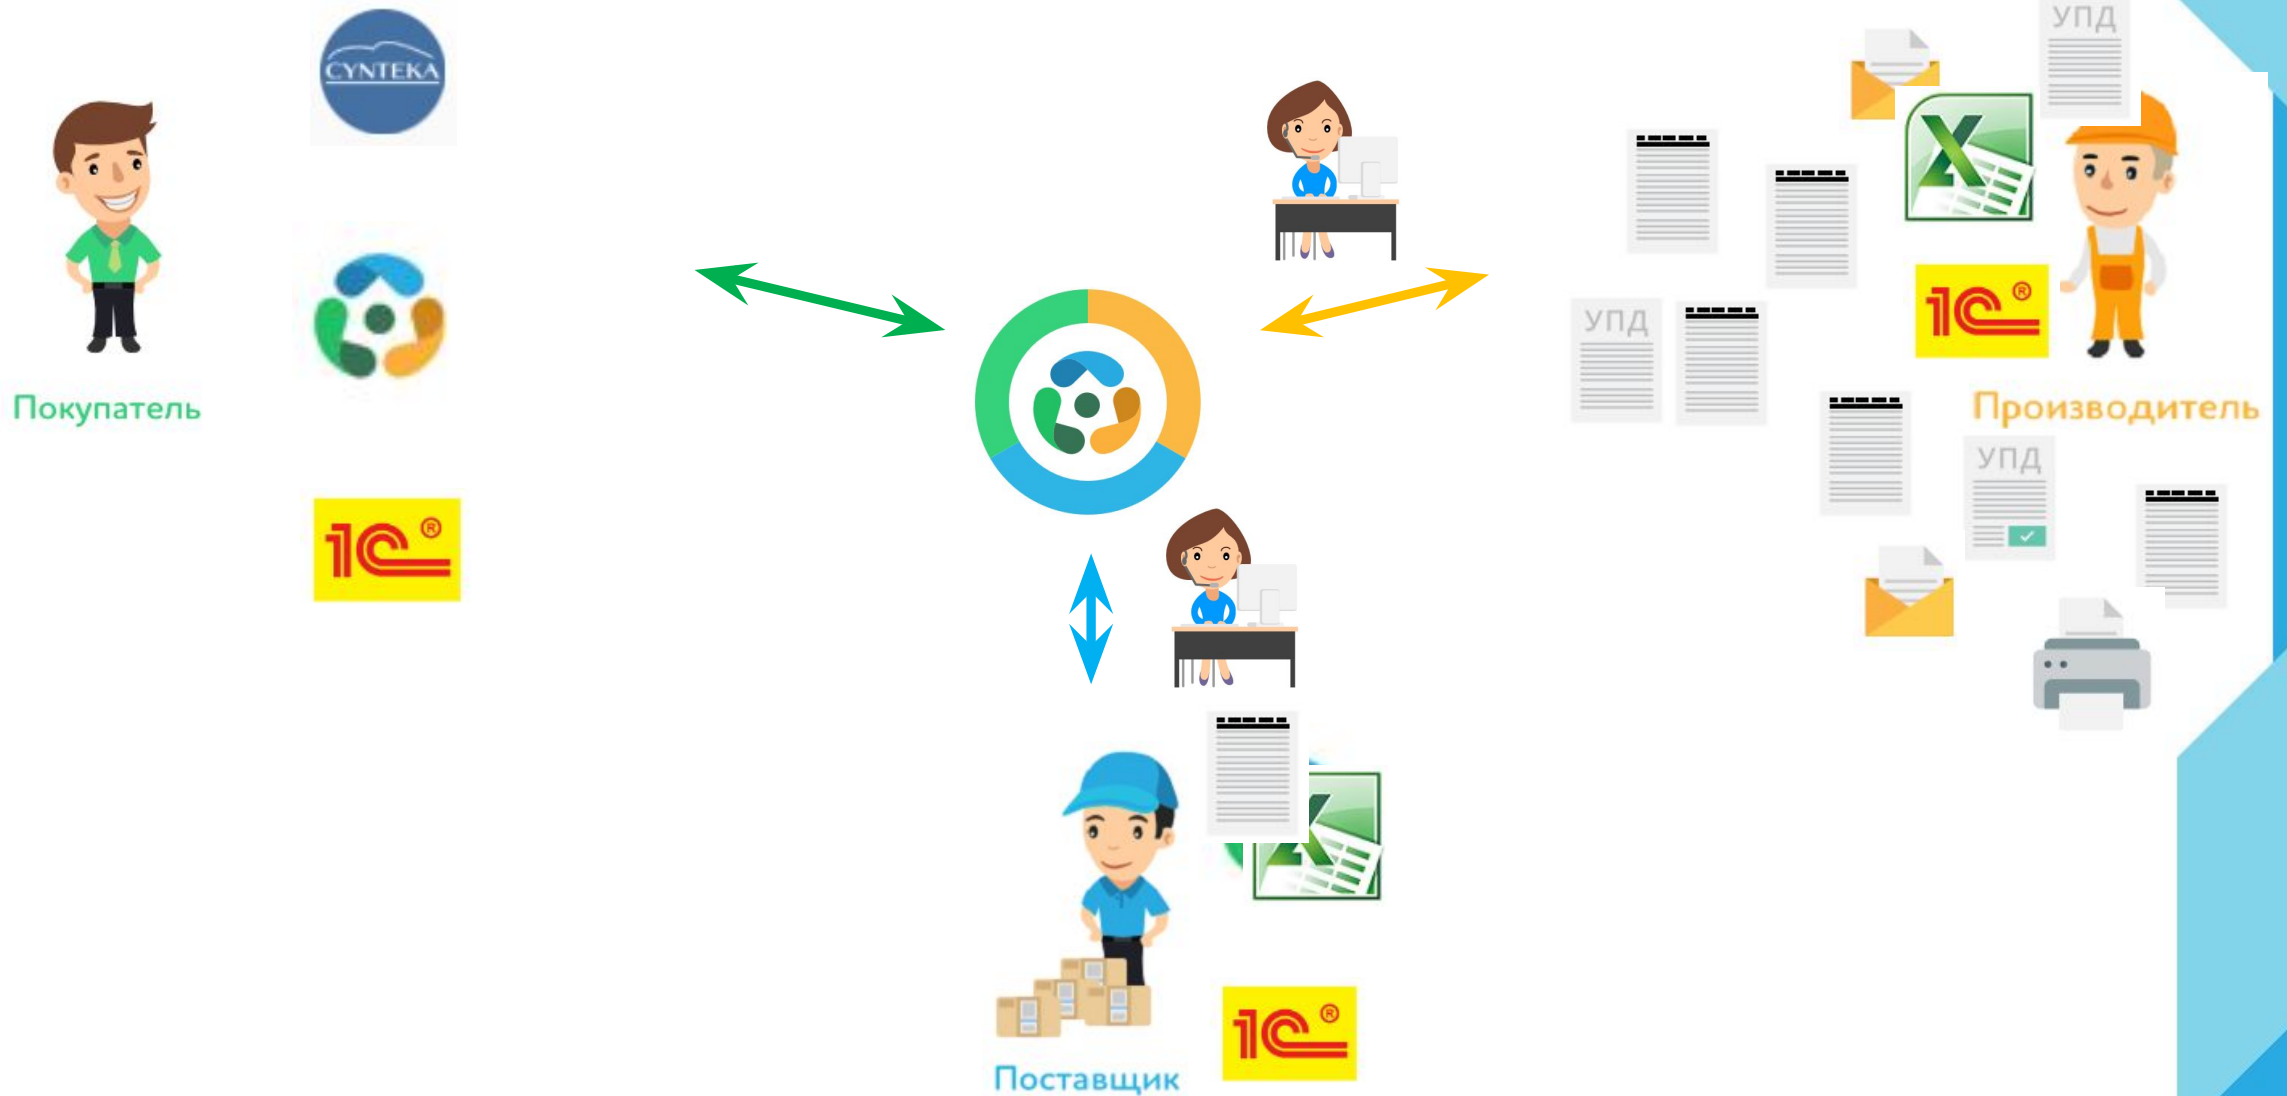 CYNTEKA
Покупатель
1С®
УПД
1С®
УПД
Производитель
УПД
1С®
Поставщик